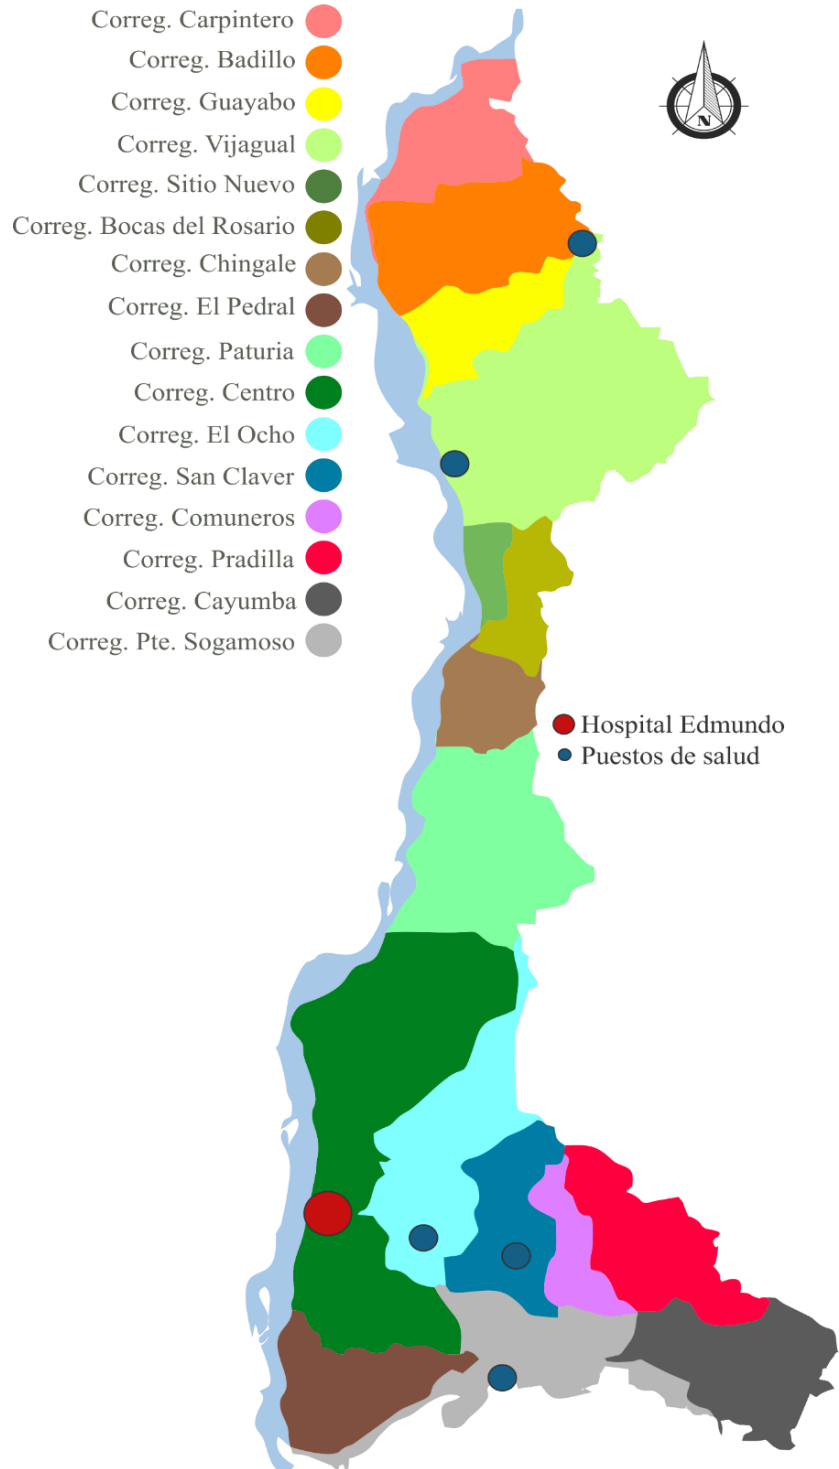 Correg. Carpintero
Correg. Badillo
Correg. Guayabo
Correg. Vijagual
Correg. Sitio Nuevo
Correg. Bocas del Rosario
Correg. Chingale
Correg. El Pedral
Correg. Paturia
Correg. Centro
Correg. El Ocho
Correg. San Claver
Correg. Comuneros
Correg. Pradilla
Correg. Cayumba
Correg. Pte. Sogamoso
N
Hospital Edmundo
Puestos de salud